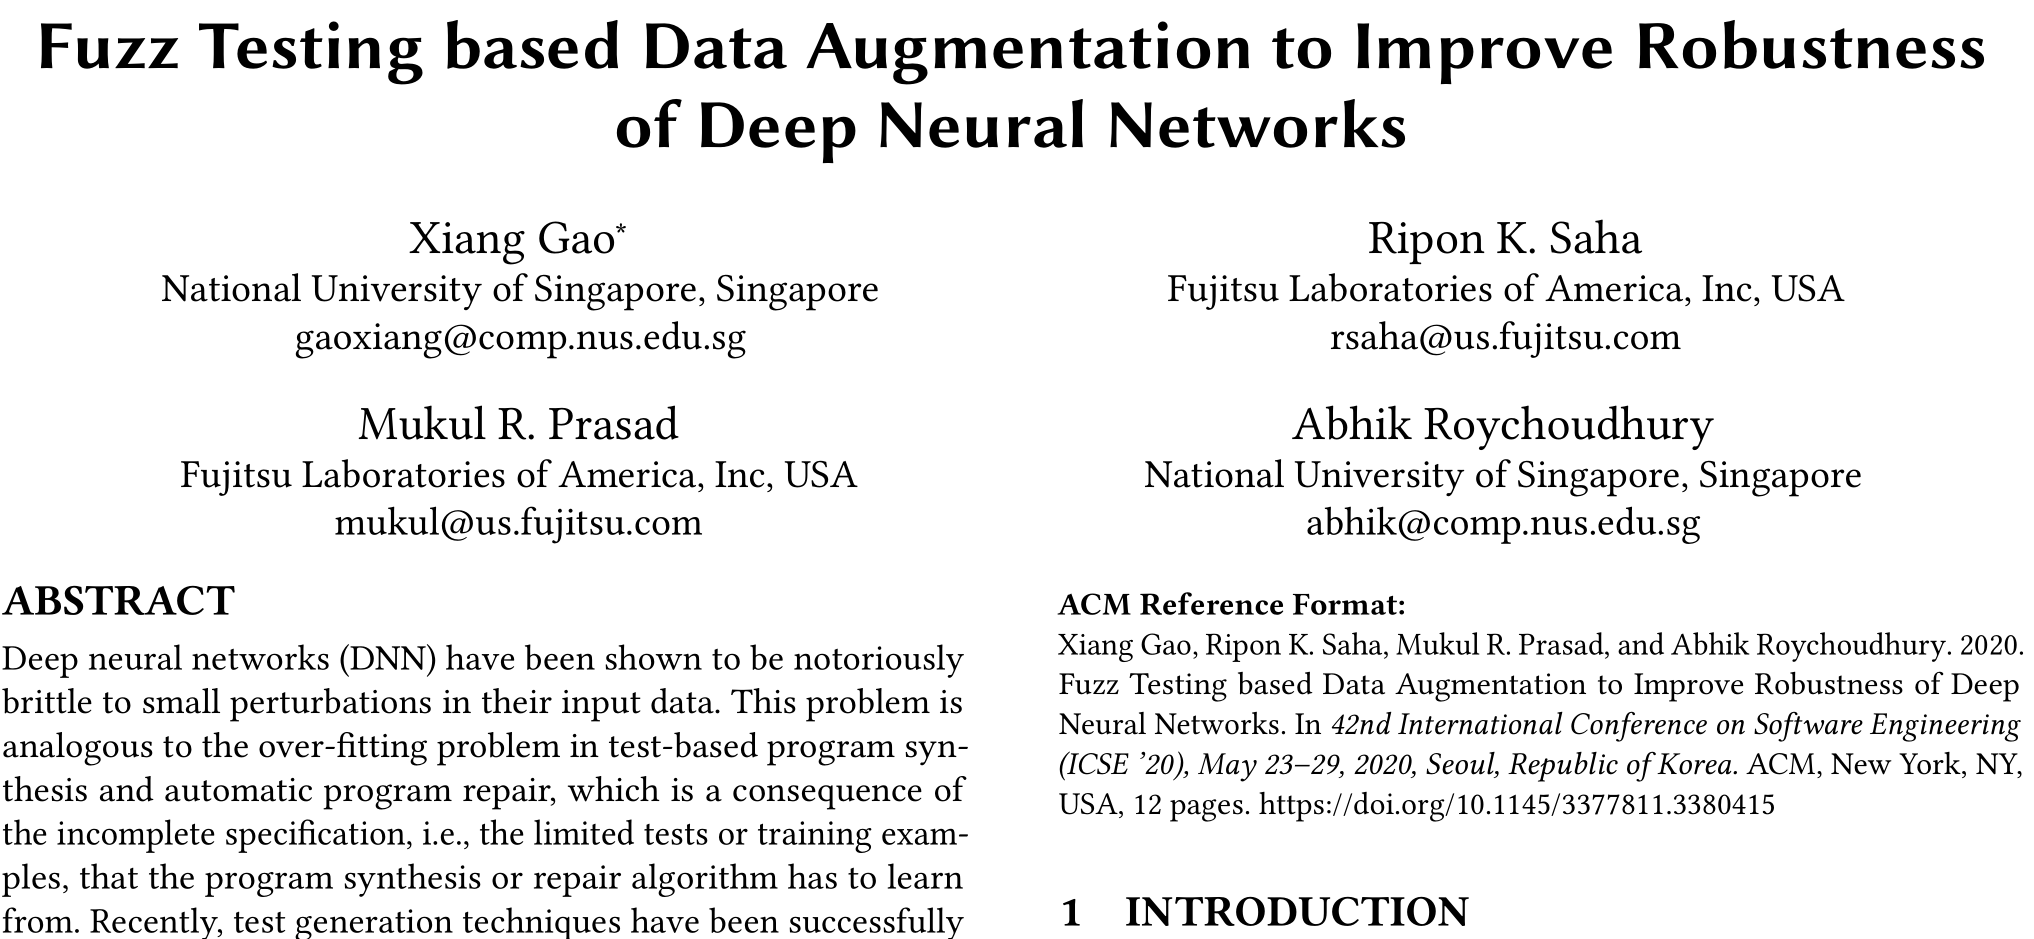 Fuzz Testing based Data Augmentation to Improve Robustness
of Deep Neural Networks
Xiang Gao*
National University of Singapore, Singapore
gaoxiang@comp.nus.edu.sg
Ripon K. Saha
Fujitsu Laboratories of America, Inc, USA
rsaha@us.fujitsu.com
Mukul R. Prasad
Fujitsu Laboratories of America, Inc, USA
mukul@us.fujitsu.com
Abhik Roychoudhury
National University of Singapore, Singapore
abhik@comp.nus.edu.sg
ABSTRACT
Deep neural networks (DNN) have been shown to be notoriously
brittle to small perturbations in their input data. This problem is
analogous to the over-fitting problem in test-based program syn-
thesis and automatic program repair, which is a consequence of
the incomplete specification, i.e., the limited tests or training exam-
ples, that the program synthesis or repair algorithm has to learn
from. Recently, test generation techniques have been successfully
ACM Reference Format:
Xiang Gao, Ripon K. Saha, Mukul R. Prasad, and Abhik Roychoudhury. 2020.
Fuzz Testing based Data Augmentation to Improve Robustness of Deep
Neural Networks. In 42nd International Conference on Software Engineering
(ICSE ’20), May 23–29, 2020, Seoul, Republic of Korea. ACM, New York, NY,
USA, 12 pages. https://doi.org/10.1145/3377811.3380415
1 INTRODUCTION